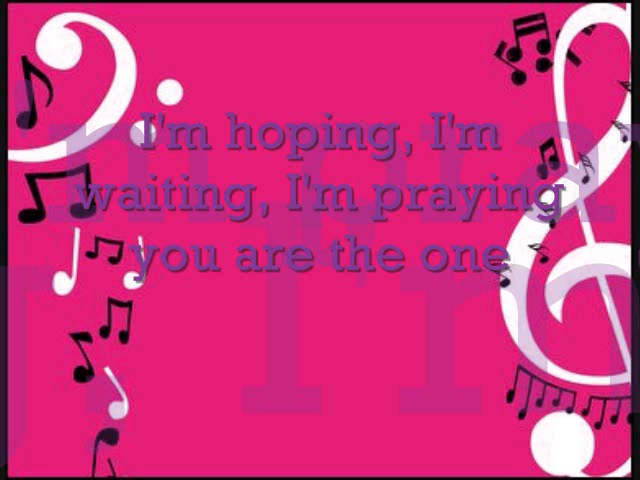 I'm hoping, I'm
waiting, I'm praying
you are the one